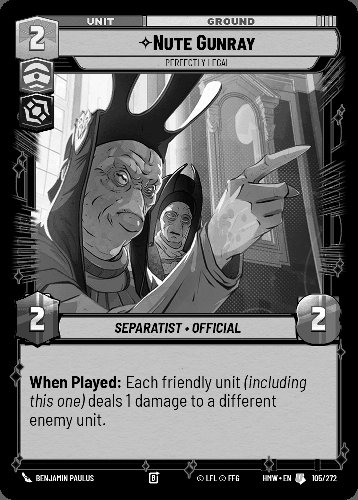 UNIT
GROUND
2
NUTE GUNRAY
PERFECTLY LEGAL
2
2
SEPARATIST • OFFICIAL
When Played: Each friendly unit (including
this one) deals 1 damage to a different
enemy unit.
BENJAMIN PAULUS
© LFL © FFG
HMW • EN
105/272